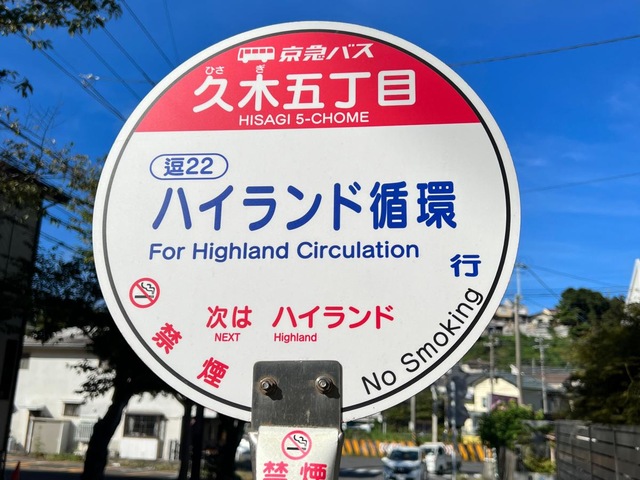 京急バス
ひさ ぎ
久木五丁目
HISAGI 5-CHOME
逗22
ハイランド循環
For Highland Circulation
行
次は ハイランド
NEXT Highland
禁煙
No Smoking
禁煙